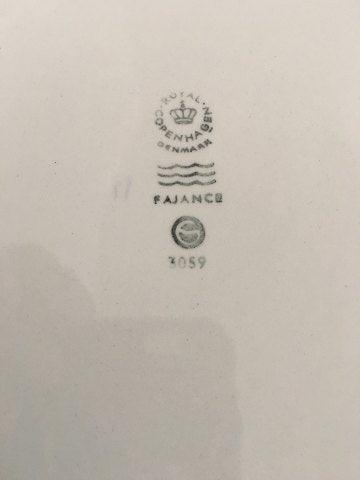 ROYAL
COPENHAGEN
DENMARK
FAJANCE
3059